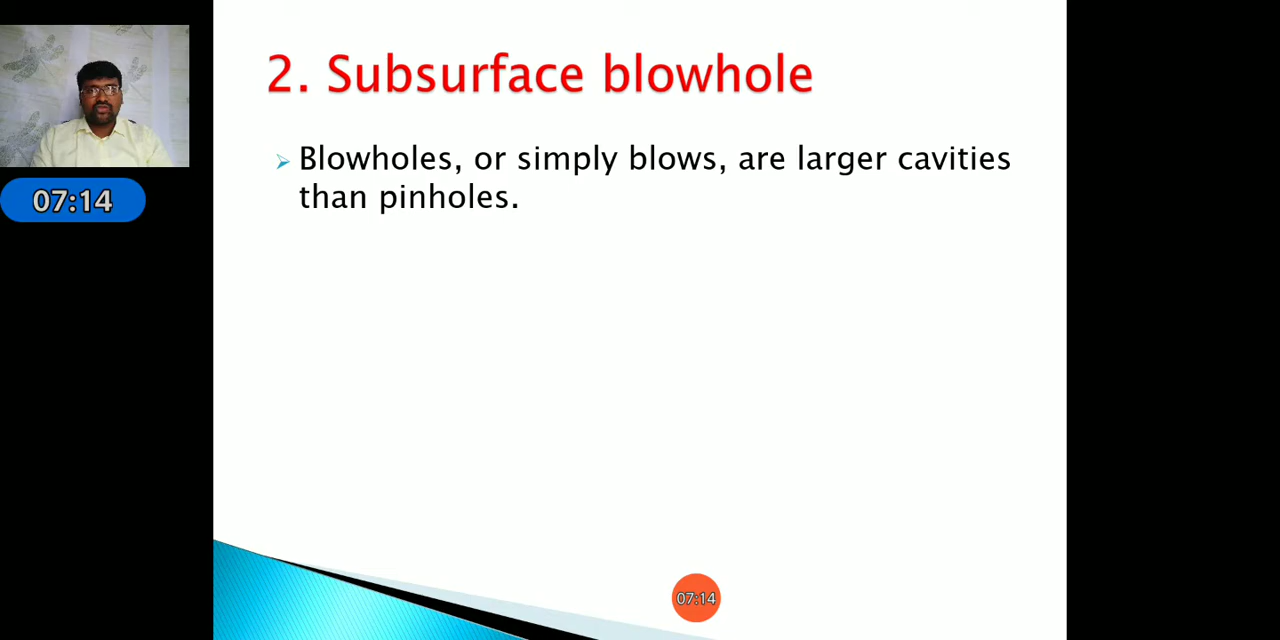 2. Subsurface blowhole
07:14
Blowholes, or simply blows, are larger cavities
than pinholes.
07:14